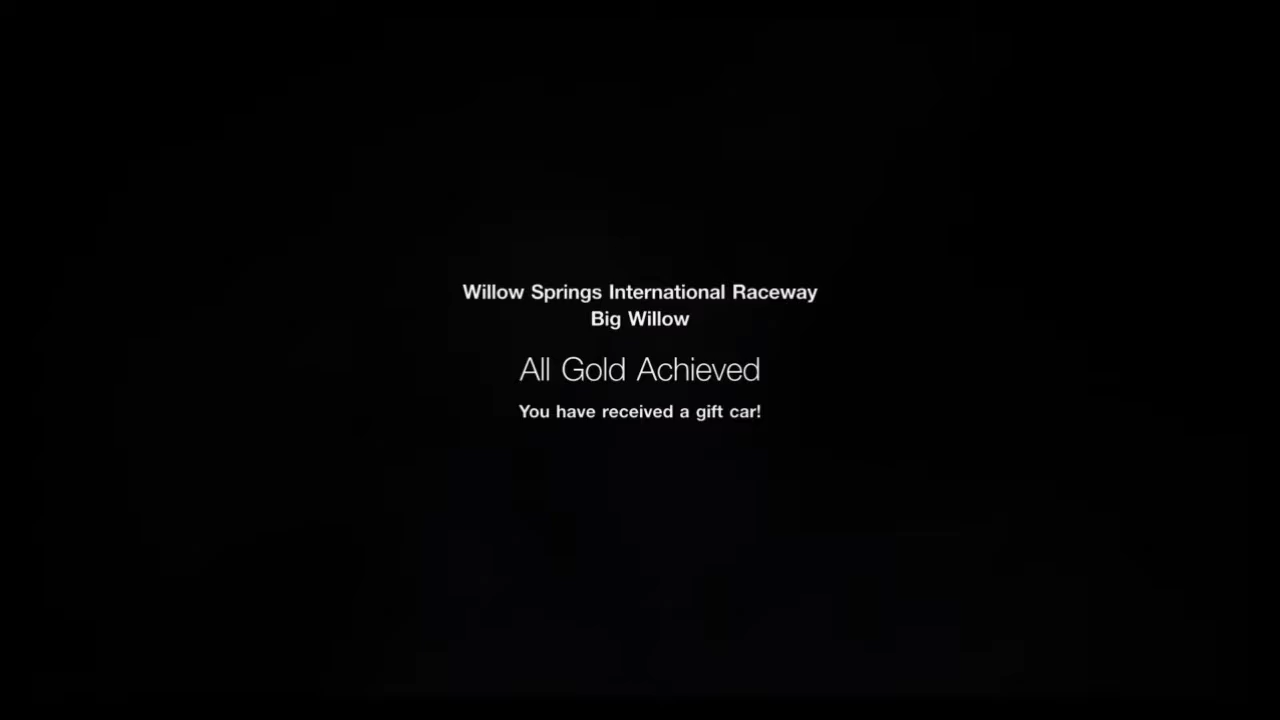 Willow Springs International Raceway
Big Willow
All Gold Achieved
You have received a gift car!